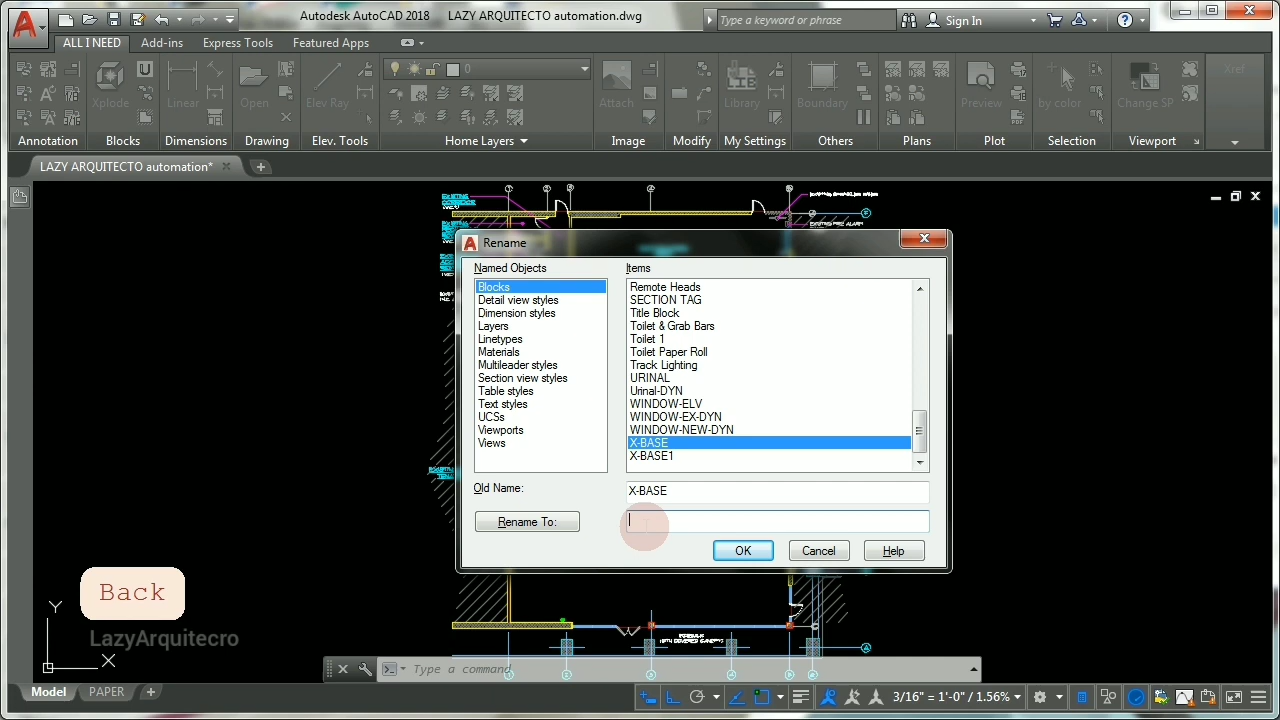 Autodesk AutoCAD 2018 LAZY ARQUITECTO automation.dwg
Type a keyword or phrase
Sign In
ALL I NEED Add-ins Express Tools Featured Apps
0
Xplode Linear Open Elev Ray Attach Library Boundary Preview by color Change SP Xref
Annotation Blocks Dimensions Drawing Elev. Tools Home Layers Image Modify My Settings Others Plans Plot Selection Viewport
LAZY ARQUITECTO automation*
Rename
Named Objects
Blocks
Detail view styles
Dimension styles
Layers
Linetypes
Materials
Multileader styles
Section view styles
Table styles
Text styles
UCSs
Viewports
Views
Items
Remote Heads
SECTION TAG
Title Block
Toilet & Grab Bars
Toilet 1
Toilet Paper Roll
Track Lighting
URINAL
Urinal-DYN
WINDOW-ELV
WINDOW-EX-DYN
WINDOW-NEW-DYN
X-BASE
X-BASE1
Old Name: X-BASE
Rename To:
OK Cancel Help
Back
LazyArquitecro
Y
X
Type a command
Model PAPER
3/16" = 1'-0" / 1.56%